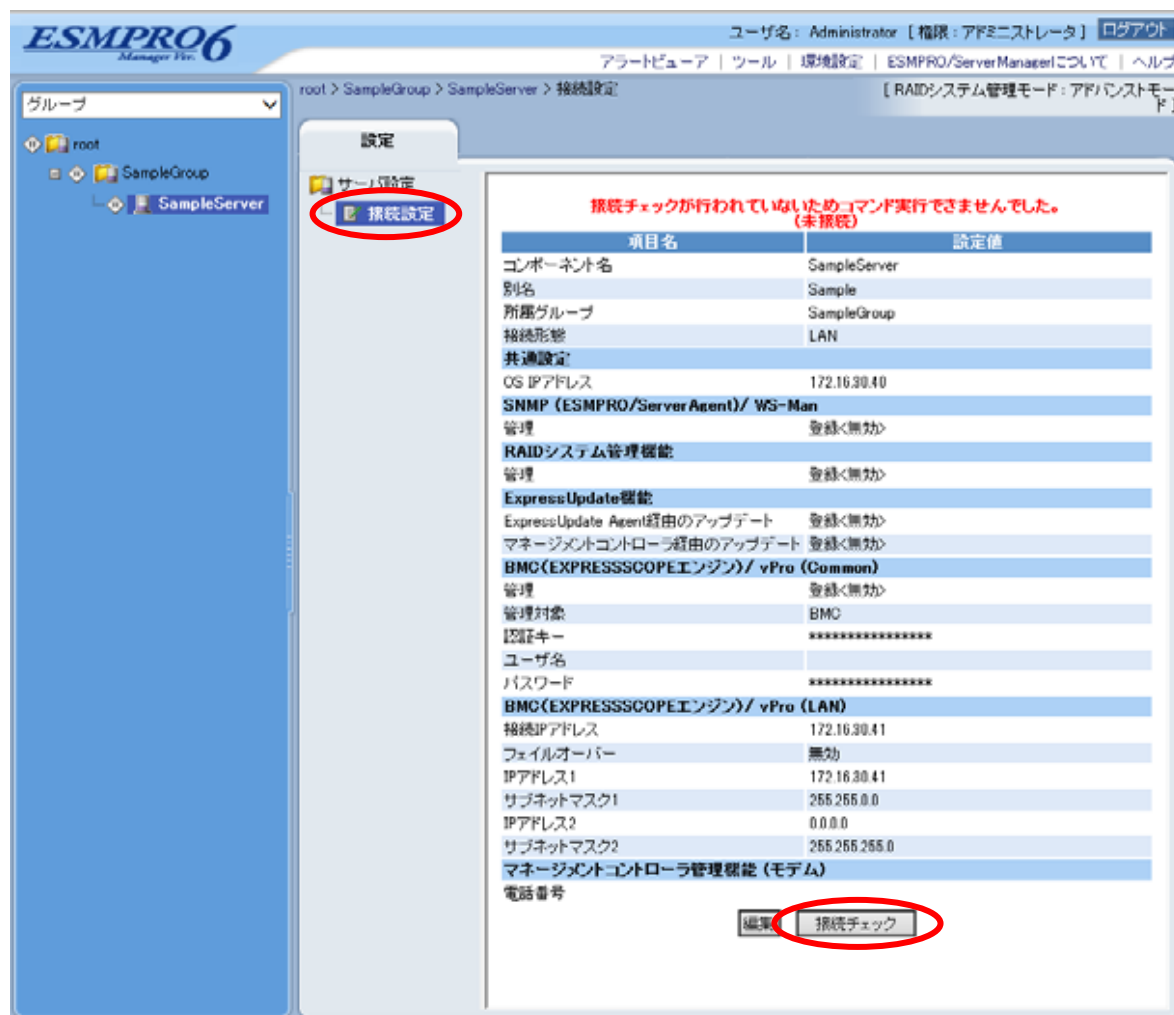 ESMPRO6
Manager Ver.
ユーザ名： Administrator [ 権限：アドミニストレータ ] ログアウト
アラートビューア | ツール | 環境設定 | ESMPRO/ServerManagerについて | ヘルプ
グループ
root > SampleGroup > SampleServer > 接続設定
[ RAIDシステム管理モード：アドバンストモード ]
root
SampleGroup
SampleServer
設定
サーバ設定
接続設定
接続チェックが行われていないためコマンド実行できませんでした。
(未接続)
項目名 設定値
コンポーネント名 SampleServer
別名 Sample
所属グループ SampleGroup
接続形態 LAN
共通設定
OS IPアドレス 172.16.30.40
SNMP (ESMPRO/ServerAgent)/ WS-Man
管理 登録<無効>
RAIDシステム管理機能
管理 登録<無効>
ExpressUpdate機能
ExpressUpdate Agent経由のアップデート 登録<無効>
マネージメントコントローラ経由のアップデート 登録<無効>
BMC(EXPRESSSCOPEエンジン)/ vPro (Common)
管理 登録<無効>
管理対象 BMC
認証キー ****************
ユーザ名
パスワード ****************
BMC(EXPRESSSCOPEエンジン)/ vPro (LAN)
接続IPアドレス 172.16.30.41
フェイルオーバー 無効
IPアドレス1 172.16.30.41
サブネットマスク1 255.255.0.0
IPアドレス2 0.0.0.0
サブネットマスク2 255.255.255.0
マネージメントコントローラ管理機能 (モデム)
電話番号
編集 接続チェック